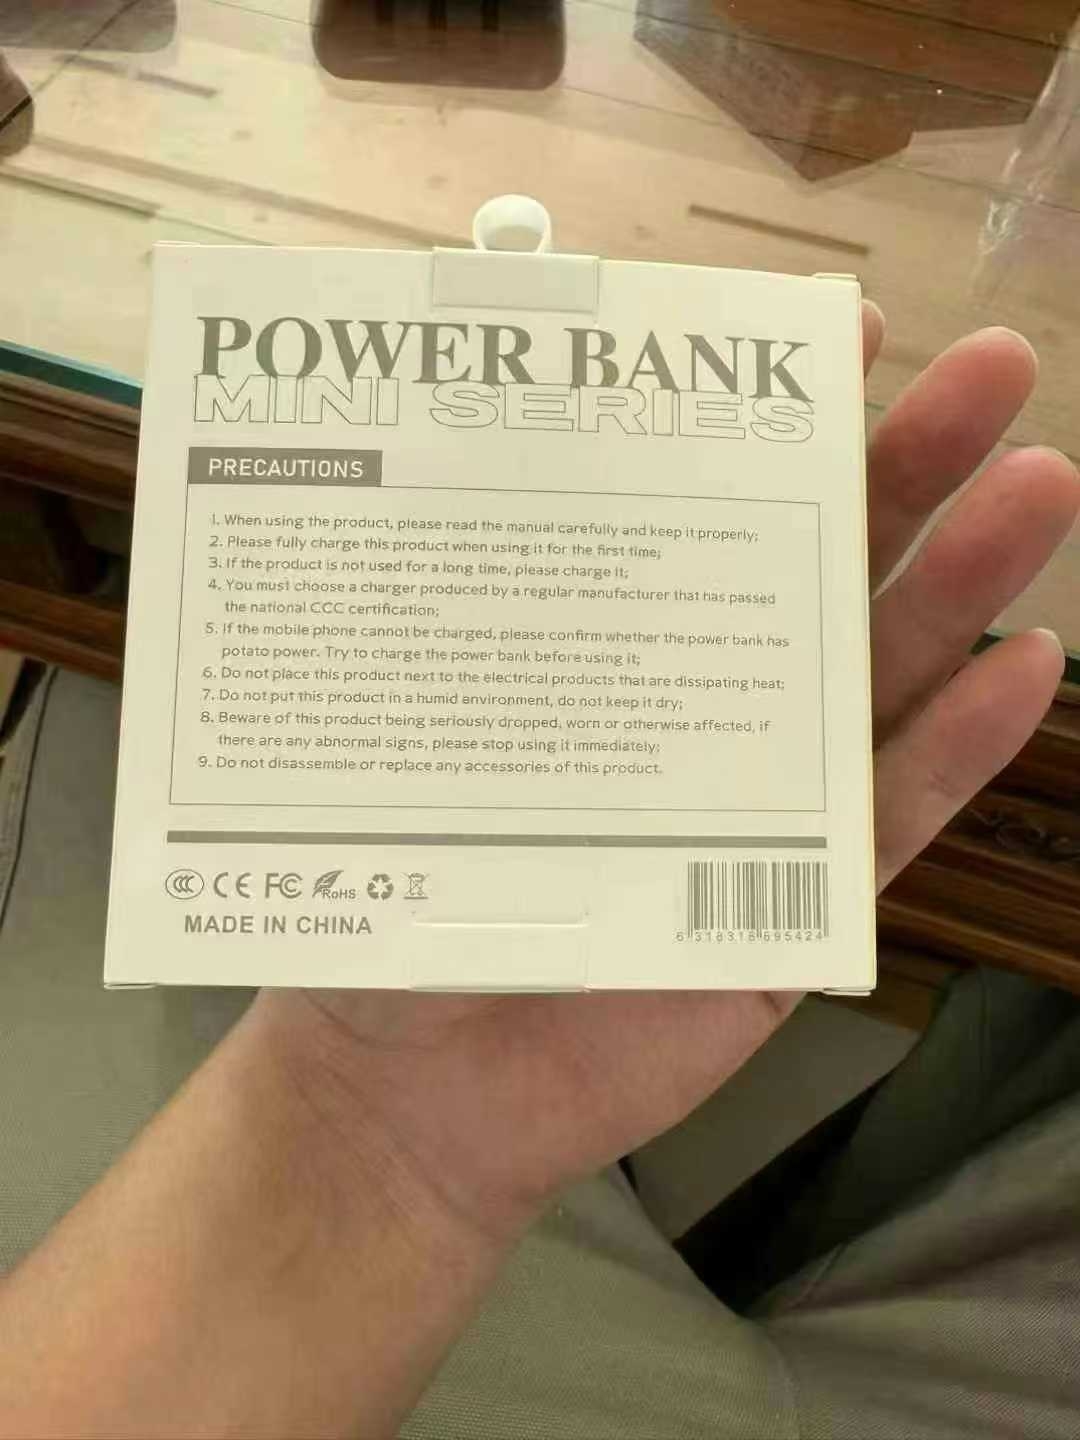 POWER BANK
MINI SERIES
PRECAUTIONS
1. When using the product, please read the manual carefully and keep it properly;
2. Please fully charge this product when using it for the first time;
3. If the product is not used for a long time, please charge it;
4. You must choose a charger produced by a regular manufacturer that has passed
the national CCC certification;
5. If the mobile phone cannot be charged, please confirm whether the power bank has
potato power. Try to charge the power bank before using it;
6. Do not place this product next to the electrical products that are dissipating heat;
7. Do not put this product in a humid environment, do not keep it dry;
8. Beware of this product being seriously dropped, worn or otherwise affected, if
there are any abnormal signs, please stop using it immediately;
9. Do not disassemble or replace any accessories of this product.
CCC CE FC RoHS
MADE IN CHINA
6 318318 695424